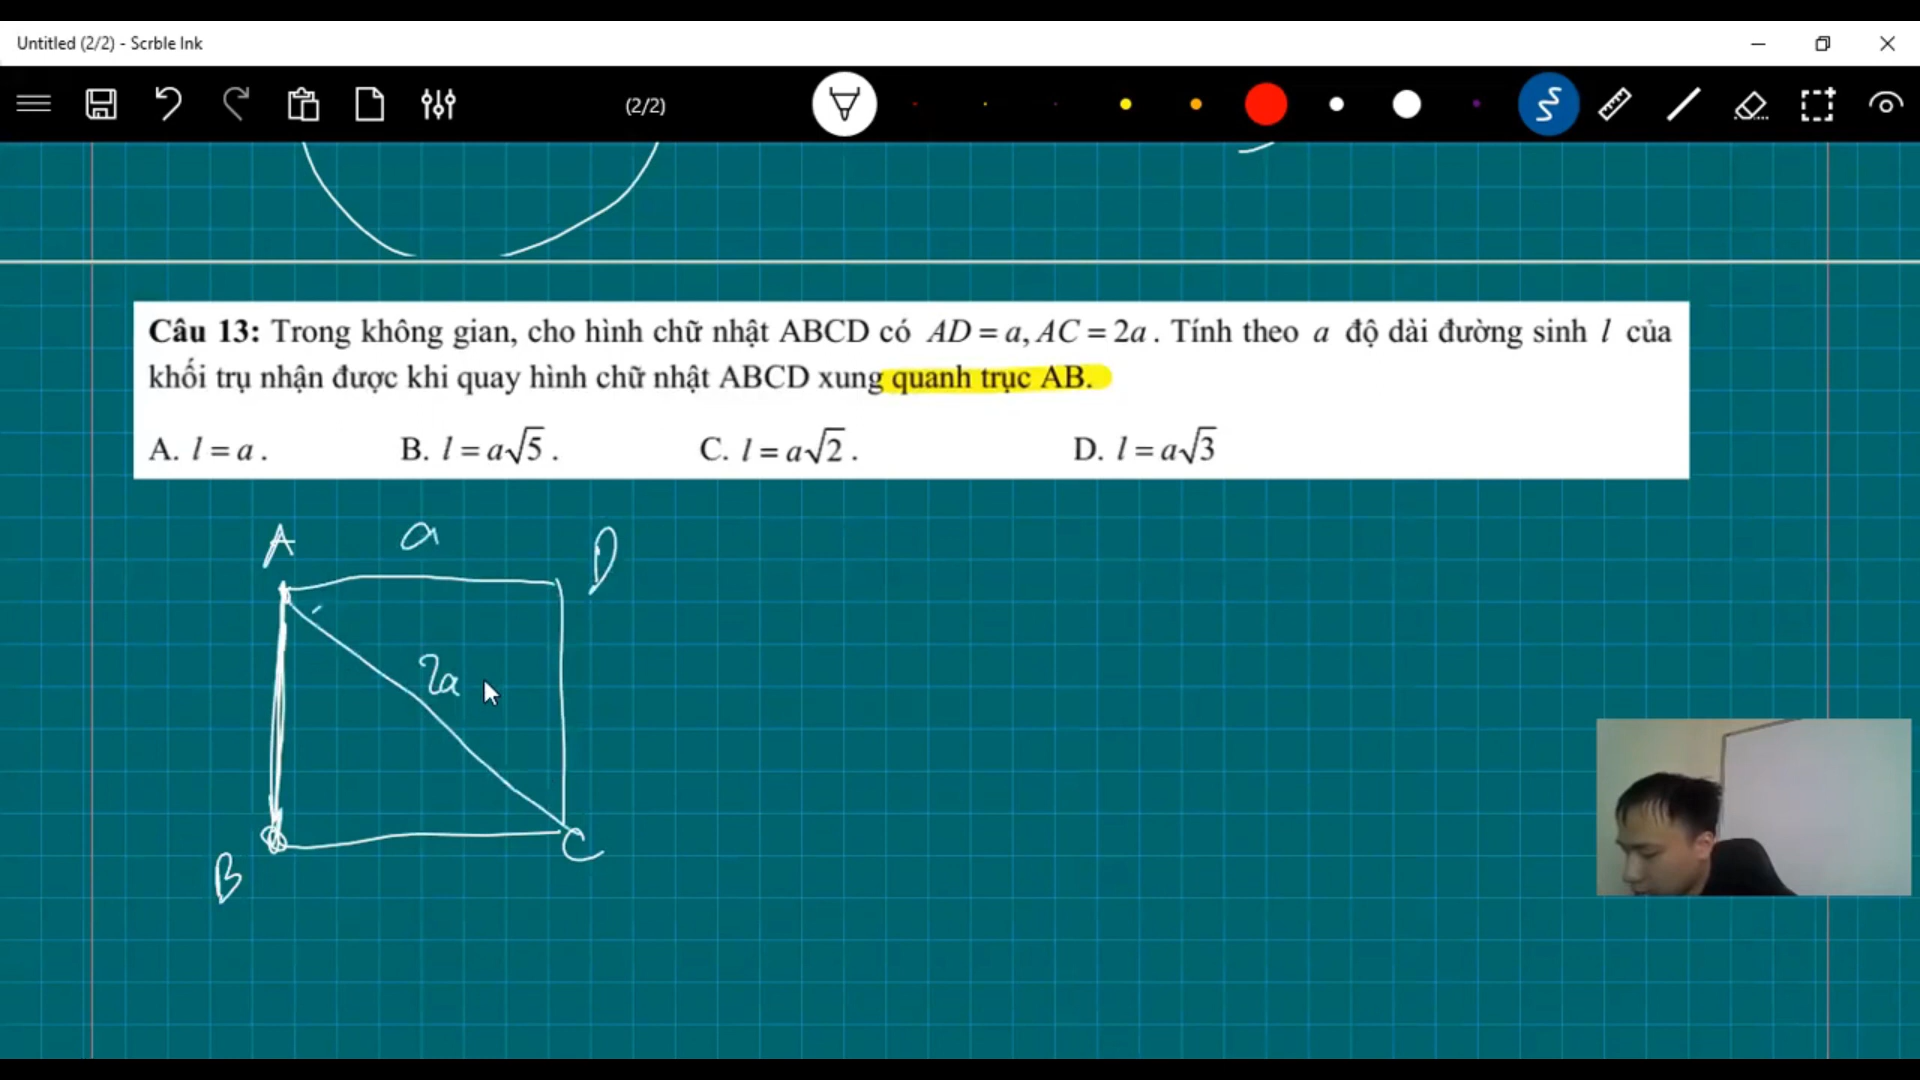 Untitled (2/2) - Scrble Ink
(2/2)
Câu 13: Trong không gian, cho hình chữ nhật ABCD có AD = a, AC = 2a. Tính theo a độ dài đường sinh l của
khối trụ nhận được khi quay hình chữ nhật ABCD xung quanh trục AB.
A. l = a. B. l = a√5. C. l = a√2. D. l = a√3
A a D
2a
B C